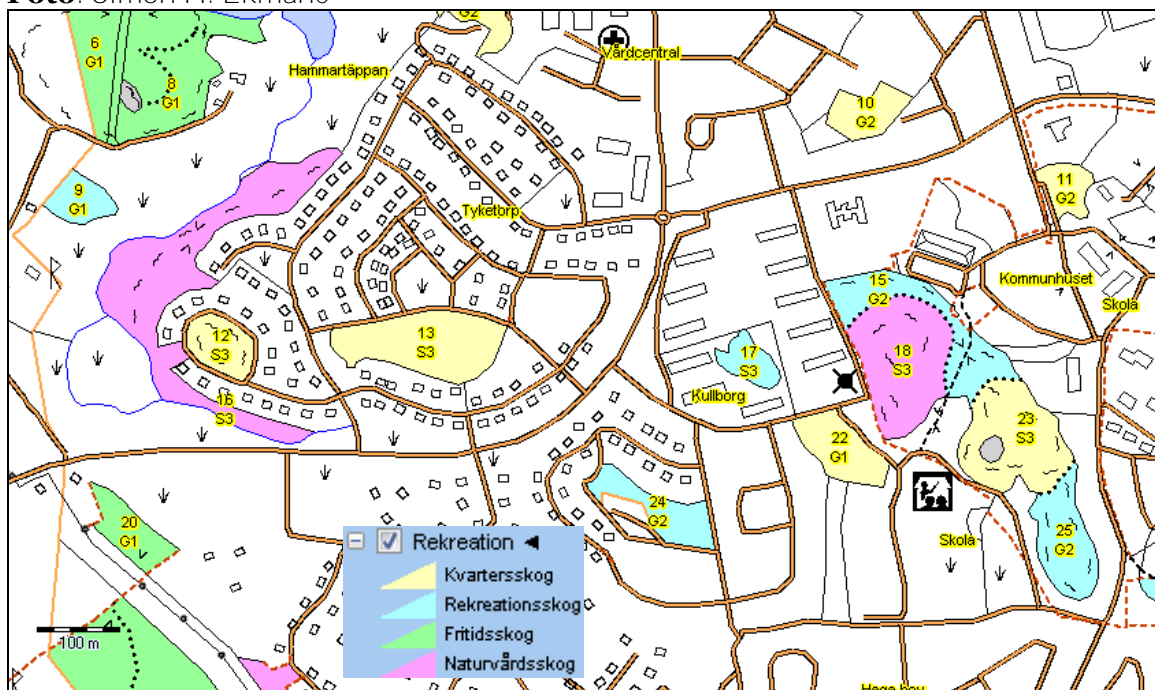 Foto: Simon H. Ekmarie
G2
Vårdcentral
6
G1
Hammartäppan
8
G1
10
G2
9
G1
11
G2
Tyketorp
Kommunhuset
15
G2
Skola
12
S3
13
S3
17
S3
18
S3
16
S3
Kullborg
23
S3
22
G1
24
G2
20
G1
25
G2
Skola
Rekreation
Kvartersskog
Rekreationsskog
Fritidsskog
Naturvårdsskog
100 m